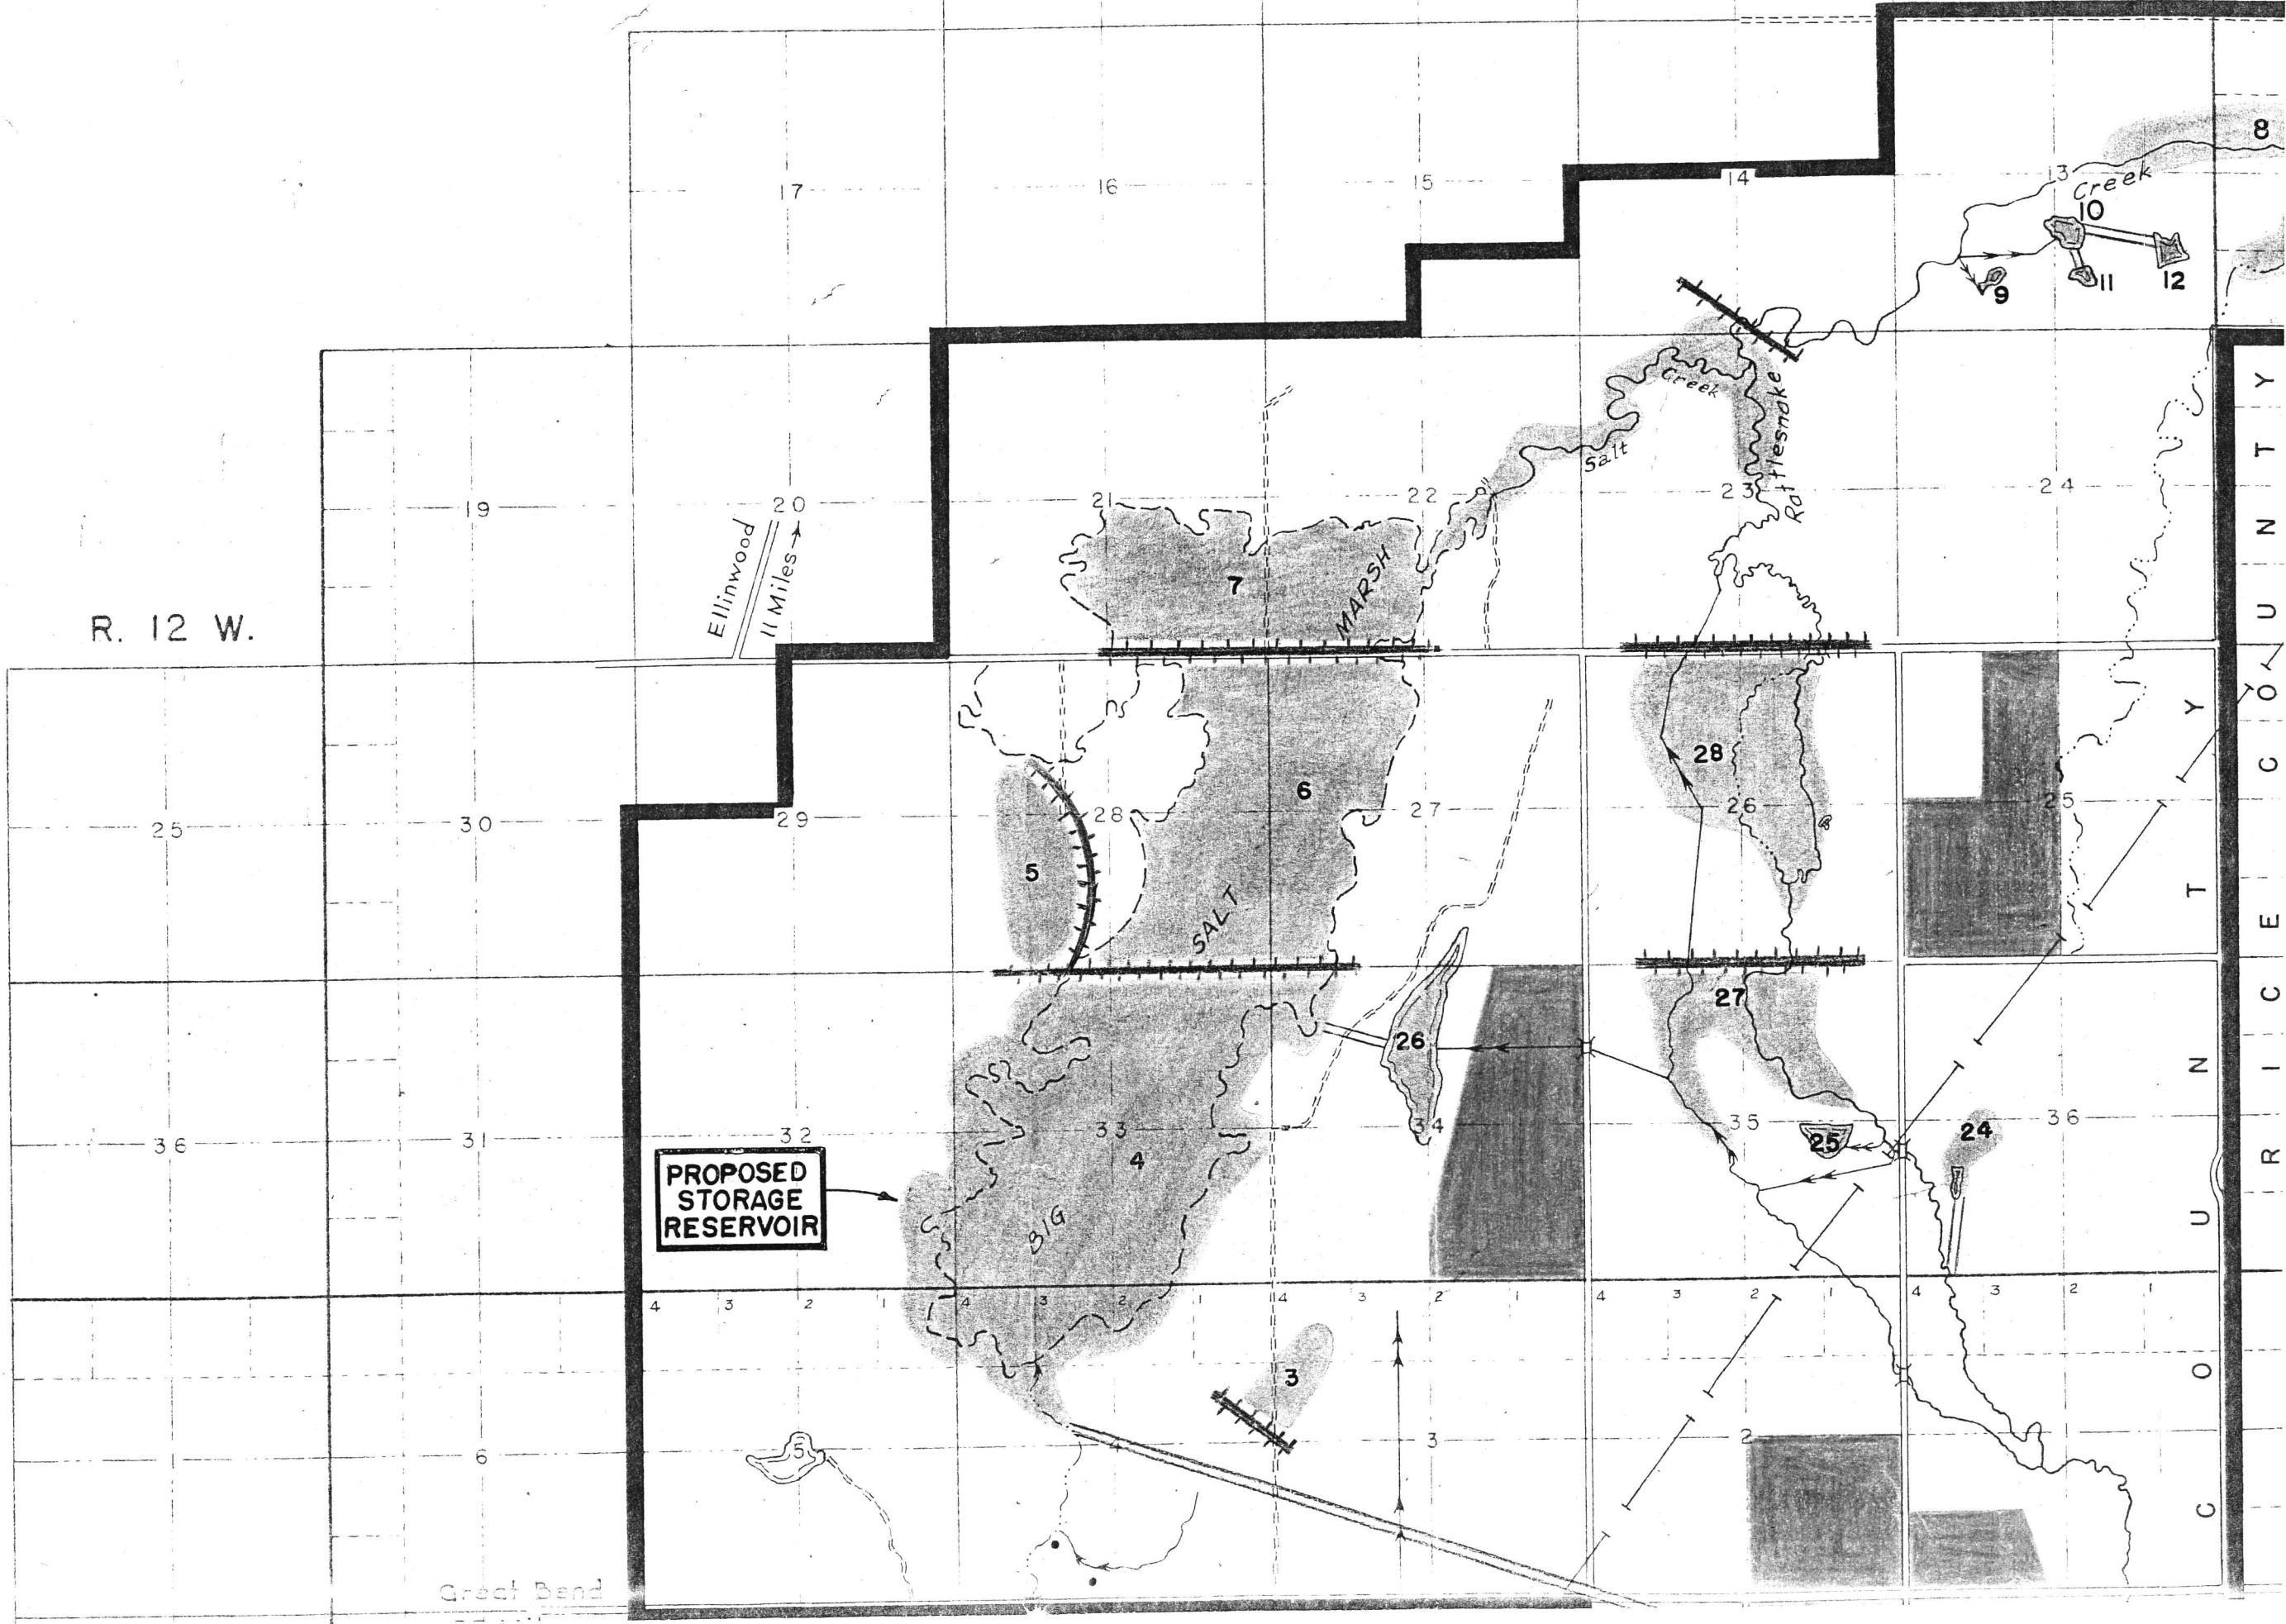 8
17 16 15 14 3
Creek
10
9 11 12
Creek
Salt
Rattlesnake
19 20 21 22 23 24
Ellinwood
11 Miles
7
MARSH
R. 12 W.
28
6
25 30 29 28 27 26 25
5
SALT
27
26
36 31 32 33 34 35 36
25 24
4
PROPOSED
STORAGE
RESERVOIR
BIG
4 3 2 1 4 3 2 1 4 3 2 1 4 3 2 1 4 3 2 1
3
6 5 4 3 2
Great Bend
COUNTY
RICE COUNTY